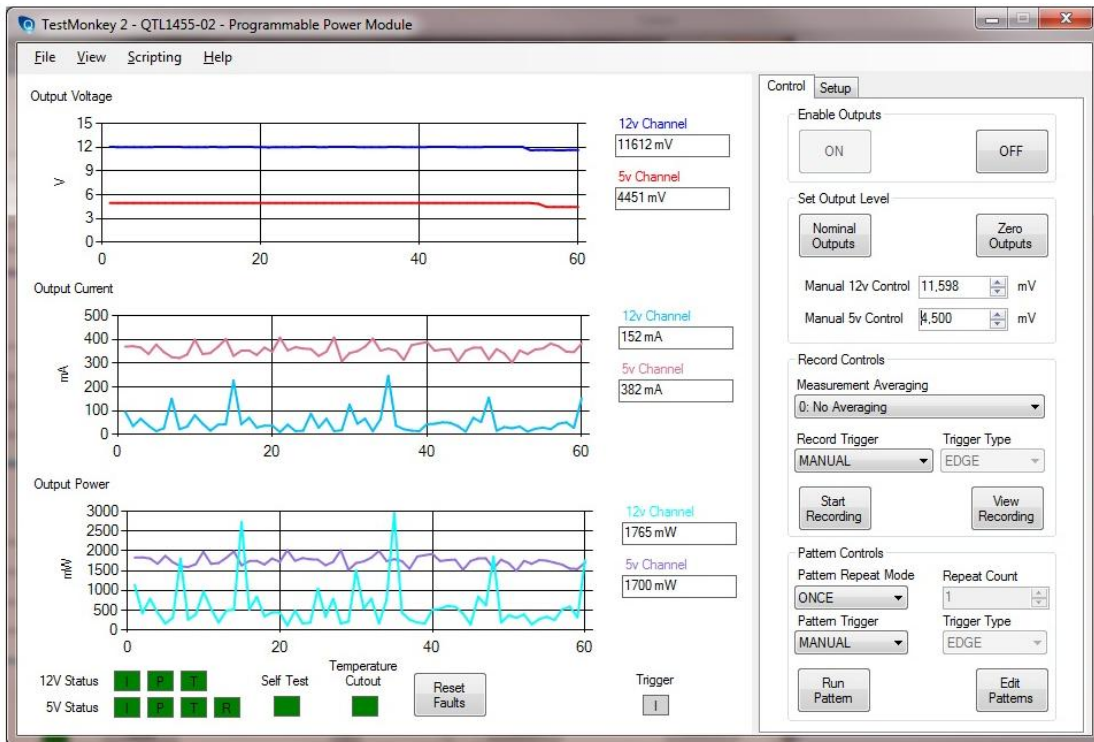 TestMonkey 2 - QTL1455-02 - Programmable Power Module
File View Scripting Help
Output Voltage
15
12
9
6
3
0
V
0 20 40 60
12v Channel
11612 mV
5v Channel
4451 mV
Output Current
500
400
300
200
100
0
mA
0 20 40 60
12v Channel
152 mA
5v Channel
382 mA
Output Power
3000
2500
2000
1500
1000
500
0
mW
0 20 40 60
12v Channel
1765 mW
5v Channel
1700 mW
12V Status I P T
5V Status I P T R
Self Test
Temperature
Cutout
Reset
Faults
Trigger
I
Control Setup
Enable Outputs
ON OFF
Set Output Level
Nominal
Outputs
Zero
Outputs
Manual 12v Control 11,598 mV
Manual 5v Control 4,500 mV
Record Controls
Measurement Averaging
0: No Averaging
Record Trigger Trigger Type
MANUAL EDGE
Start
Recording
View
Recording
Pattern Controls
Pattern Repeat Mode Repeat Count
ONCE 1
Pattern Trigger Trigger Type
MANUAL EDGE
Run
Pattern
Edit
Patterns